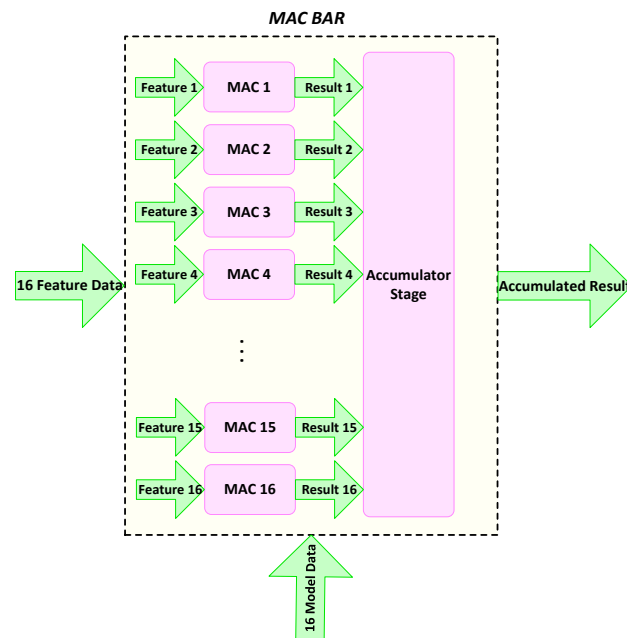 MAC BAR
Feature 1 MAC 1 Result 1
Feature 2 MAC 2 Result 2
Feature 3 MAC 3 Result 3
Feature 4 MAC 4 Result 4
16 Feature Data
Accumulator
Stage
Accumulated Result
⋮
Feature 15 MAC 15 Result 15
Feature 16 MAC 16 Result 16
16 Model Data